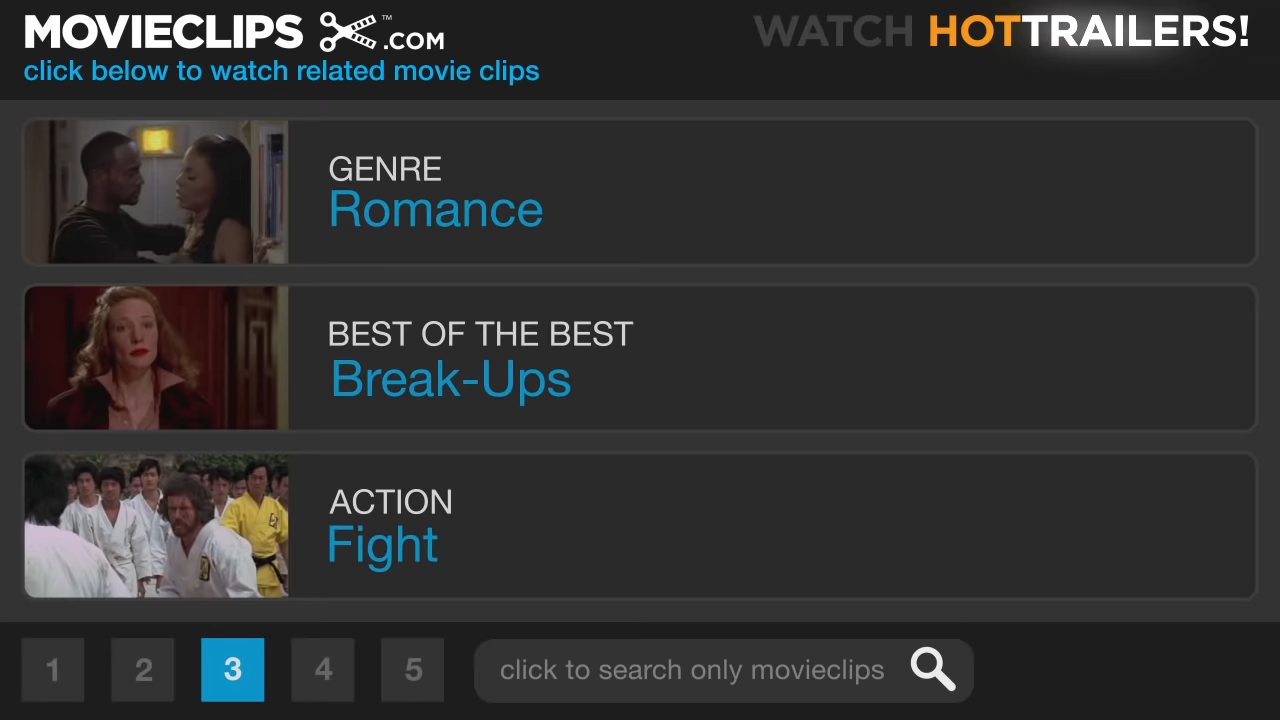 MOVIECLIPS ™ .COM
WATCH HOTTRAILERS!
click below to watch related movie clips
GENRE
Romance
BEST OF THE BEST
Break-Ups
ACTION
Fight
1 2 3 4 5 click to search only movieclips